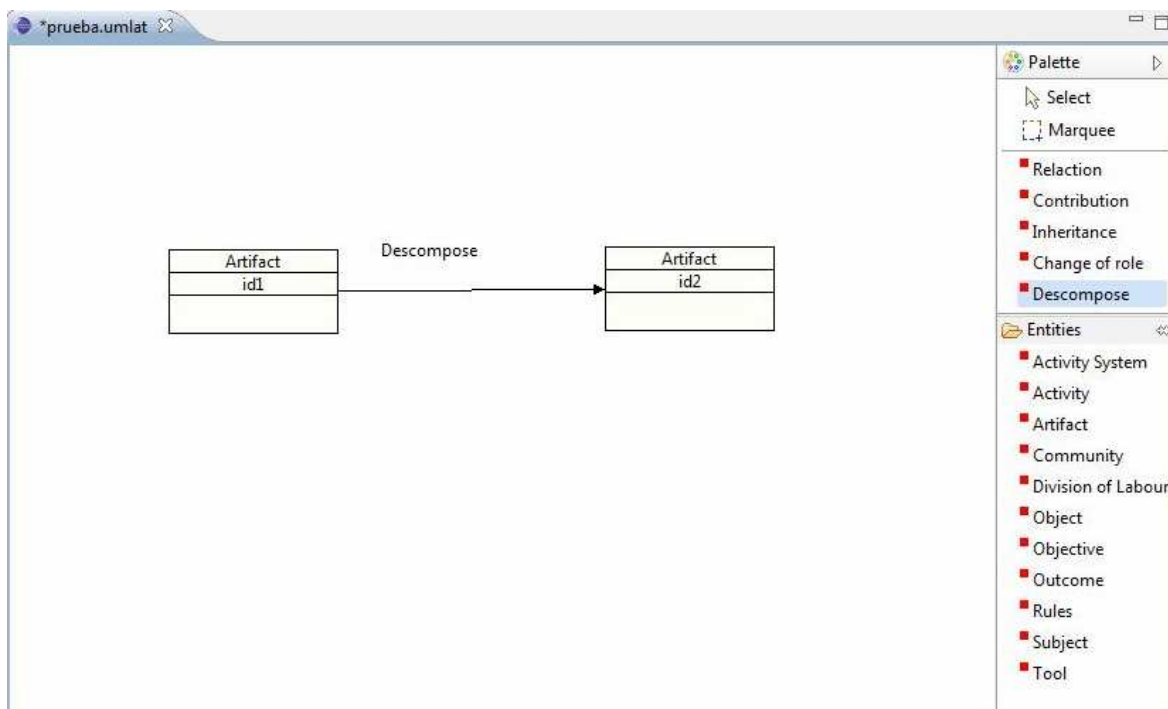 *prueba.umlat
Palette
Select
Marquee
Relaction
Contribution
Inheritance
Change of role
Descompose
Entities
Activity System
Activity
Artifact
Community
Division of Labour
Object
Objective
Outcome
Rules
Subject
Tool
Artifact
id1
Descompose
Artifact
id2